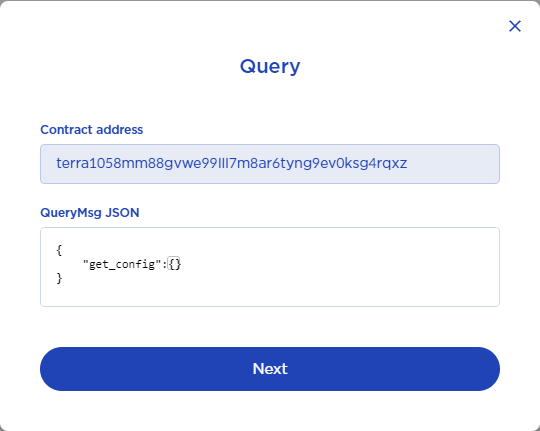 Query
Contract address
terra1058mm88gvwe99lll7m8ar6tyng9ev0ksg4rqxz
QueryMsg JSON
{
"get_config":{}
}
Next